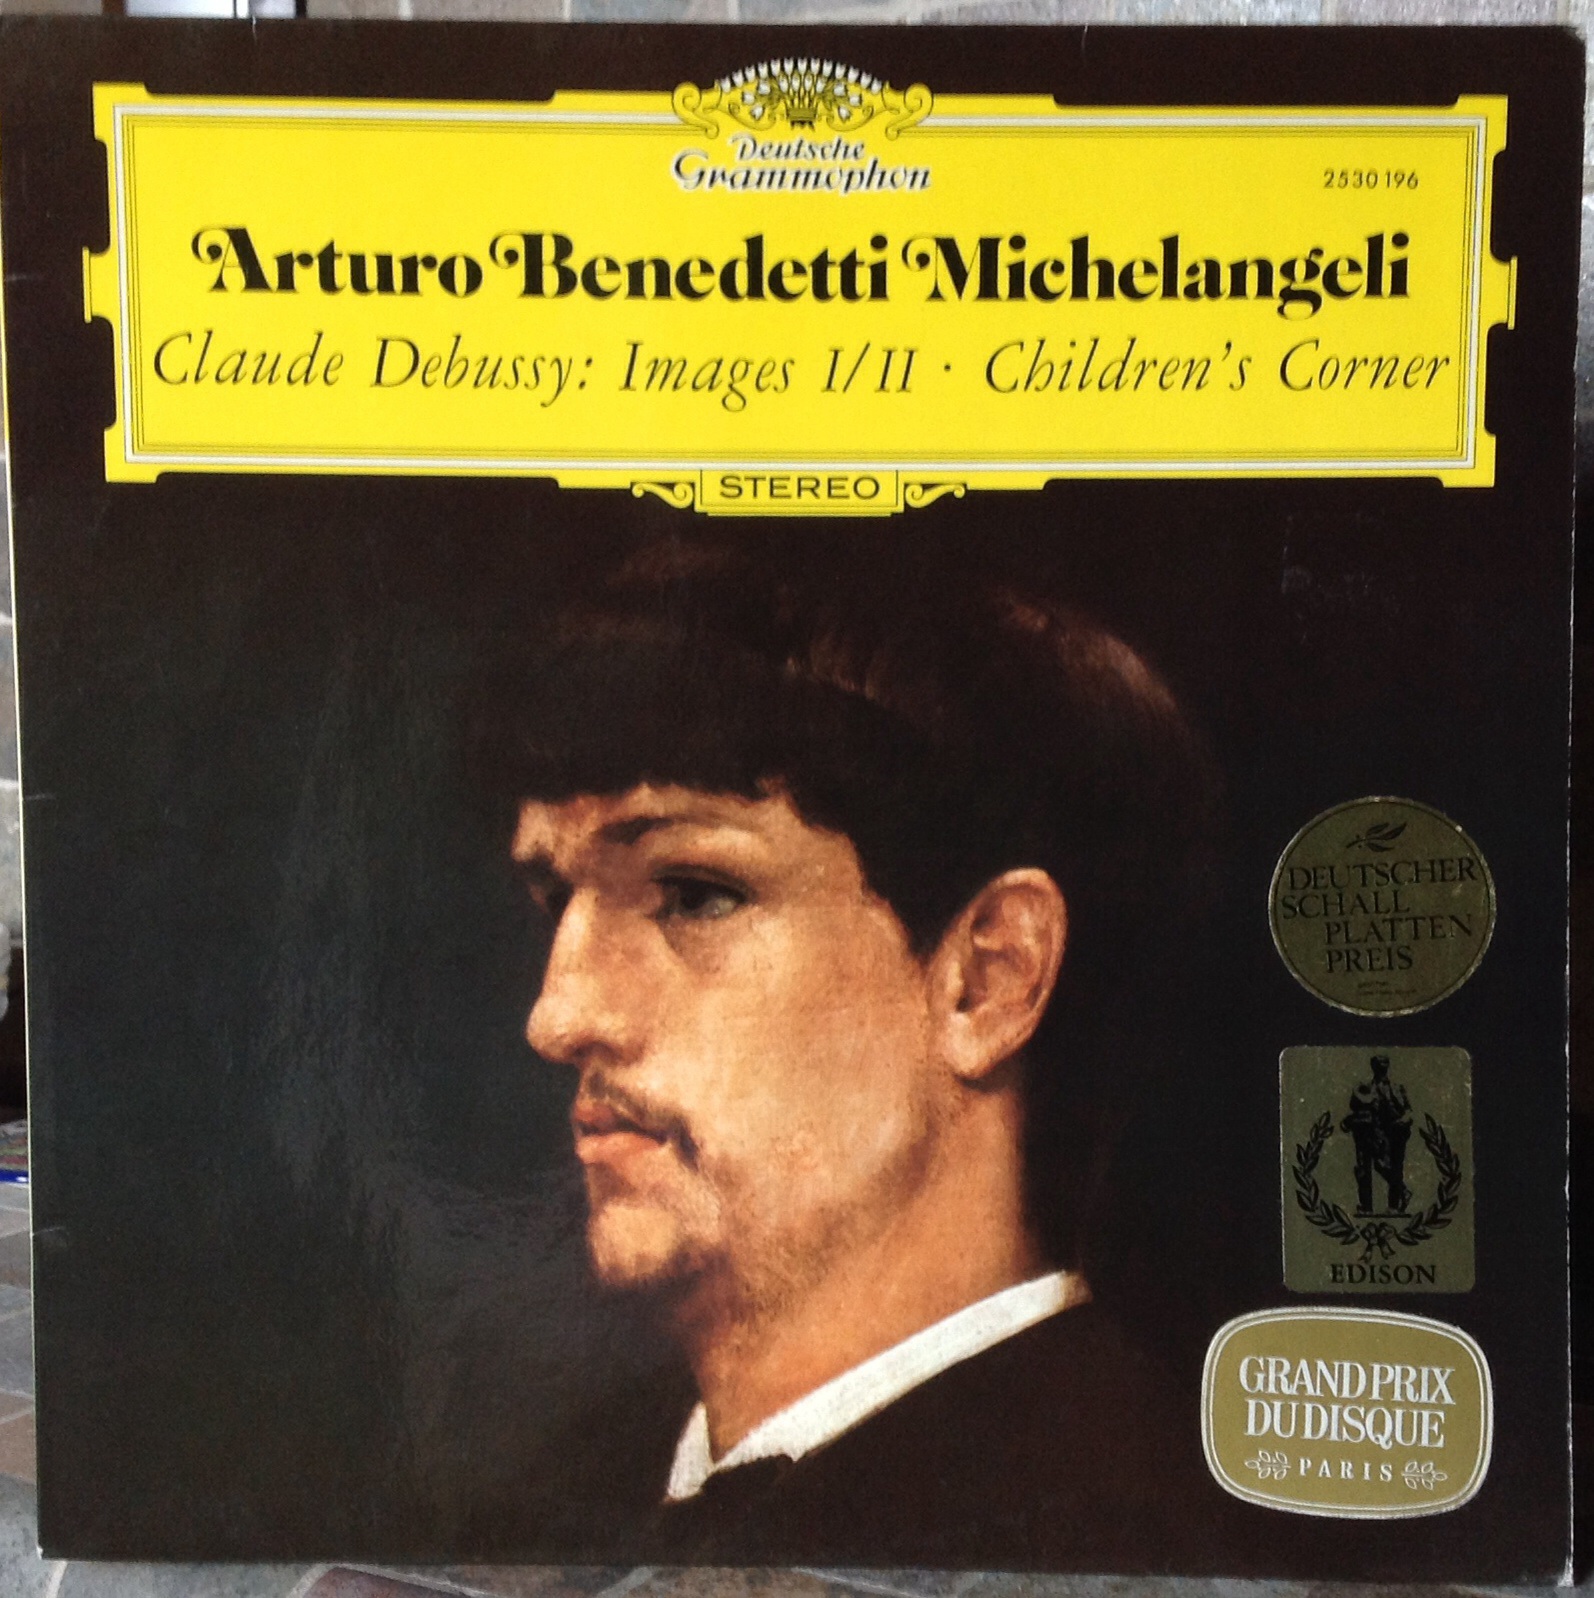 Deutsche
Grammophon
2530 196
Arturo Benedetti Michelangeli
Claude Debussy: Images I/II · Children's Corner
STEREO
DEUTSCHER
SCHALL
PLATTEN
PREIS
EDISON
GRAND PRIX
DU DISQUE
PARIS